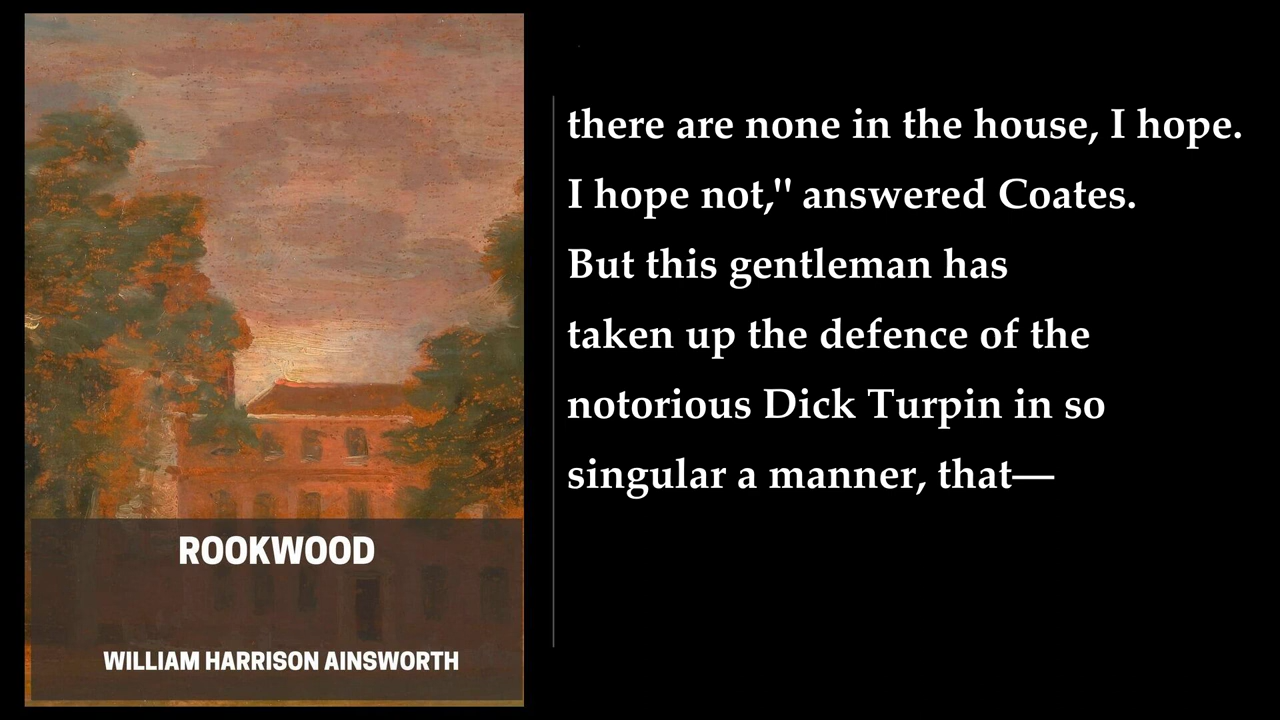 there are none in the house, I hope.
I hope not," answered Coates.
But this gentleman has
taken up the defence of the
notorious Dick Turpin in so
singular a manner, that—
ROOKWOOD
WILLIAM HARRISON AINSWORTH